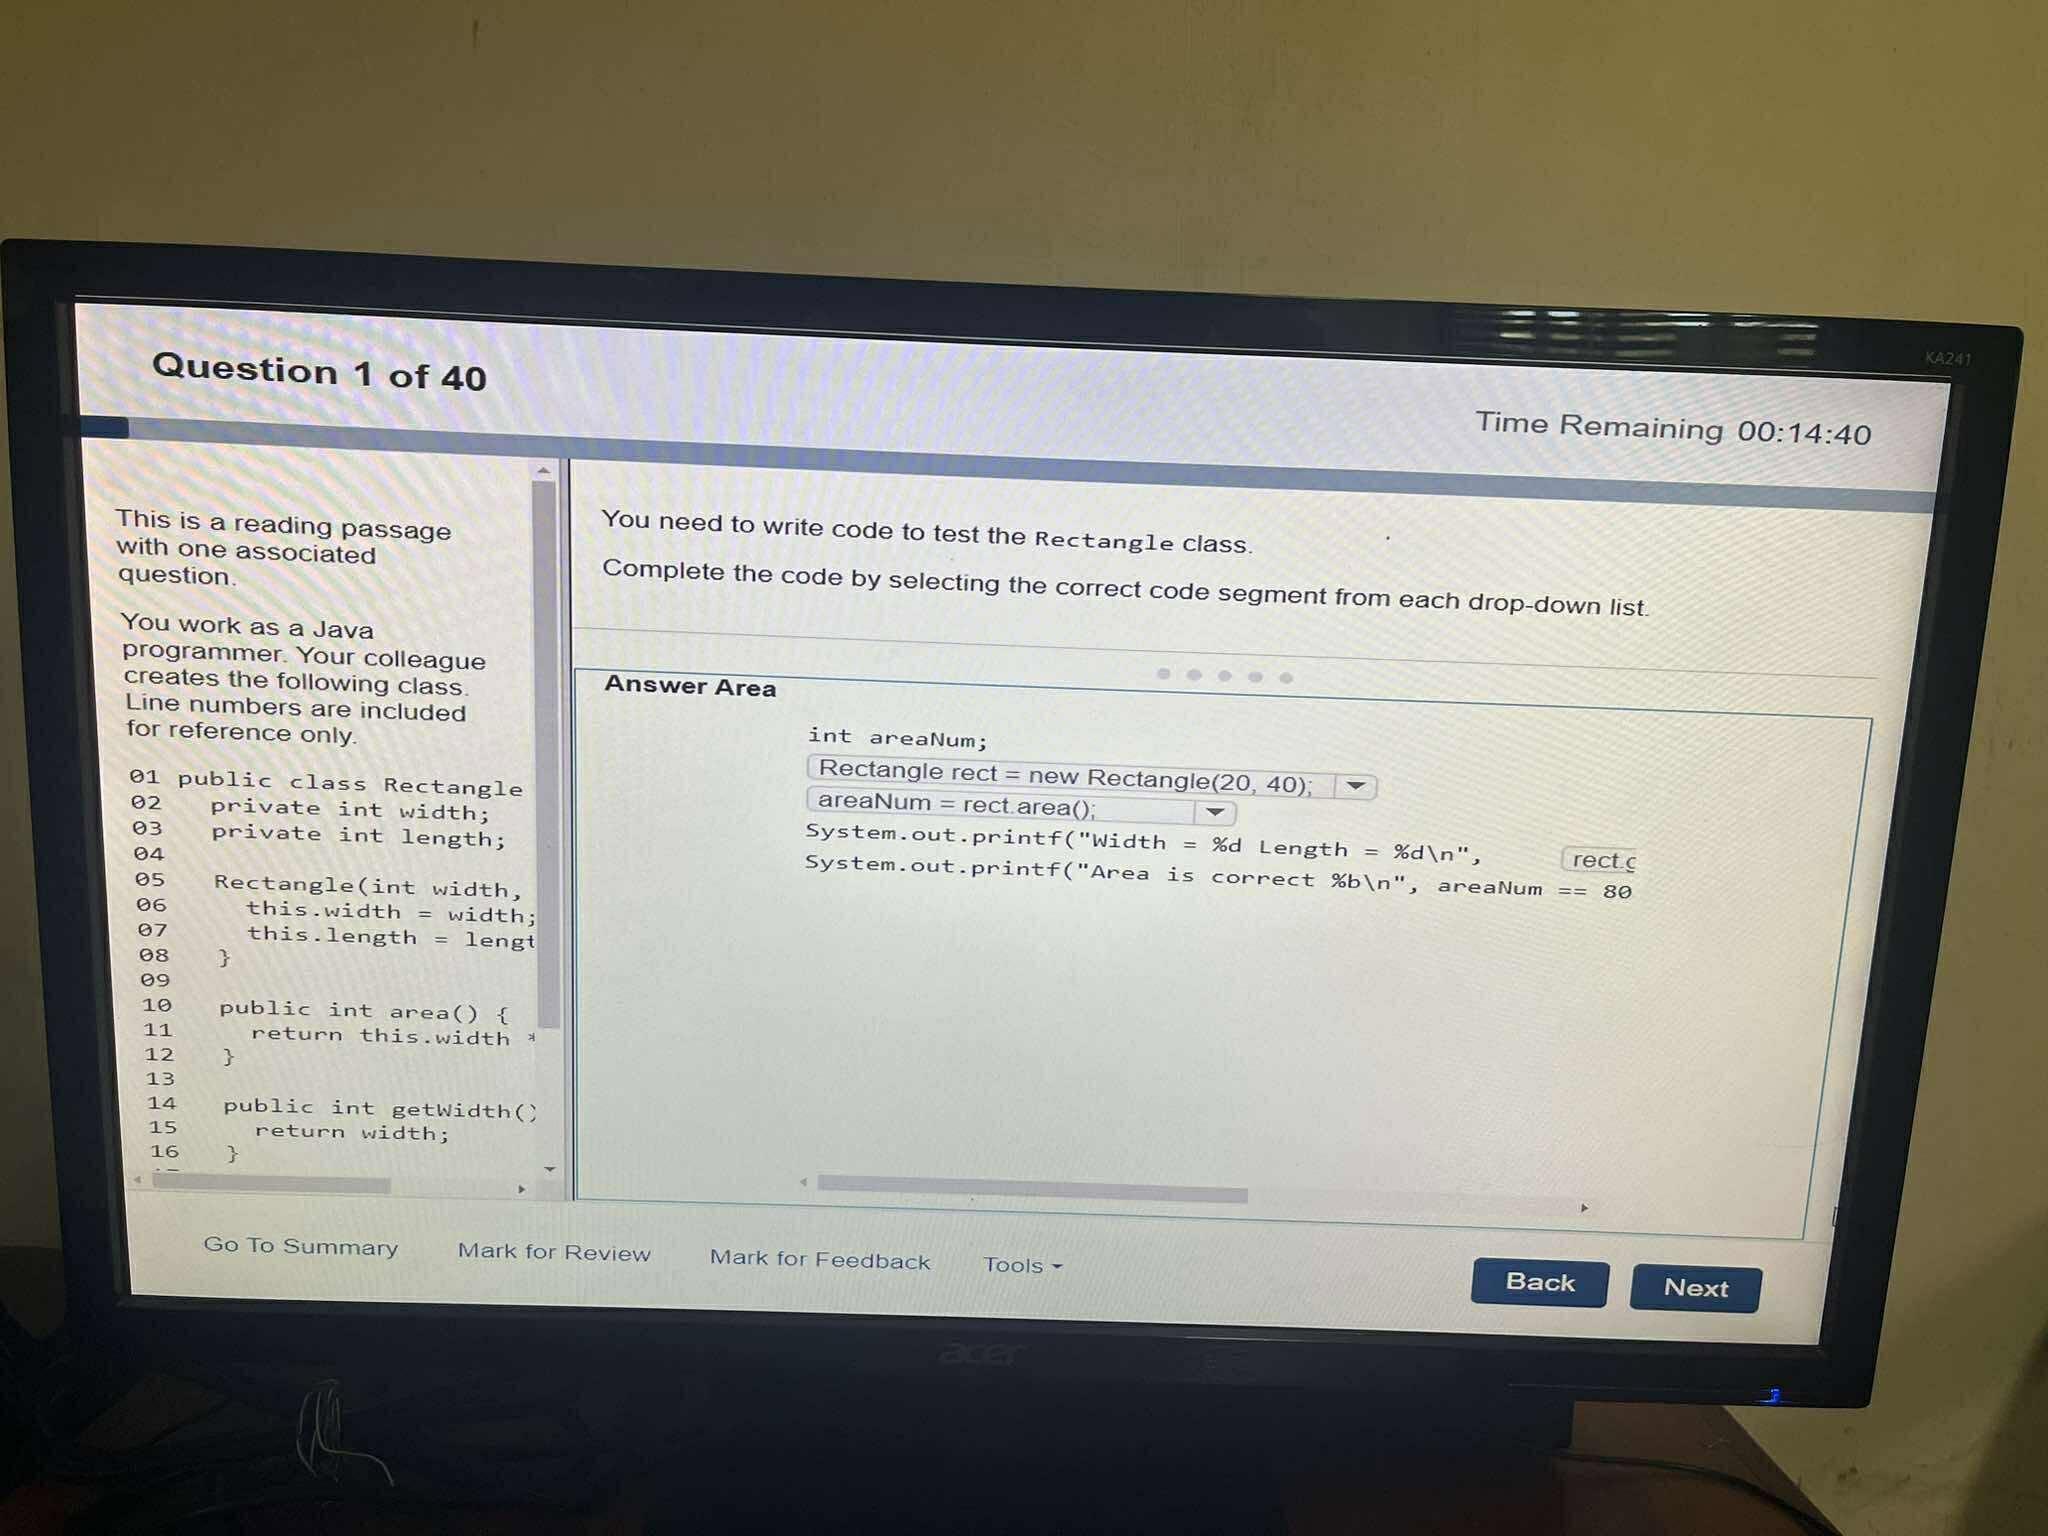 KA241
Question 1 of 40
Time Remaining 00:14:40
This is a reading passage
with one associated
question.
You work as a Java
programmer. Your colleague
creates the following class.
Line numbers are included
for reference only.
01 public class Rectangle
02 private int width;
03 private int length;
04
05 Rectangle(int width,
06 this.width = width;
07 this.length = lengt
08 }
09
10 public int area() {
11 return this.width *
12 }
13
14 public int getWidth()
15 return width;
16 }
You need to write code to test the Rectangle class.
Complete the code by selecting the correct code segment from each drop-down list.
Answer Area
int areaNum;
Rectangle rect = new Rectangle(20, 40);
areaNum = rect.area();
System.out.printf("Width = %d Length = %d\n", rect.g
System.out.printf("Area is correct %b\n", areaNum == 80
Go To Summary
Mark for Review
Mark for Feedback
Tools
Back
Next
acer